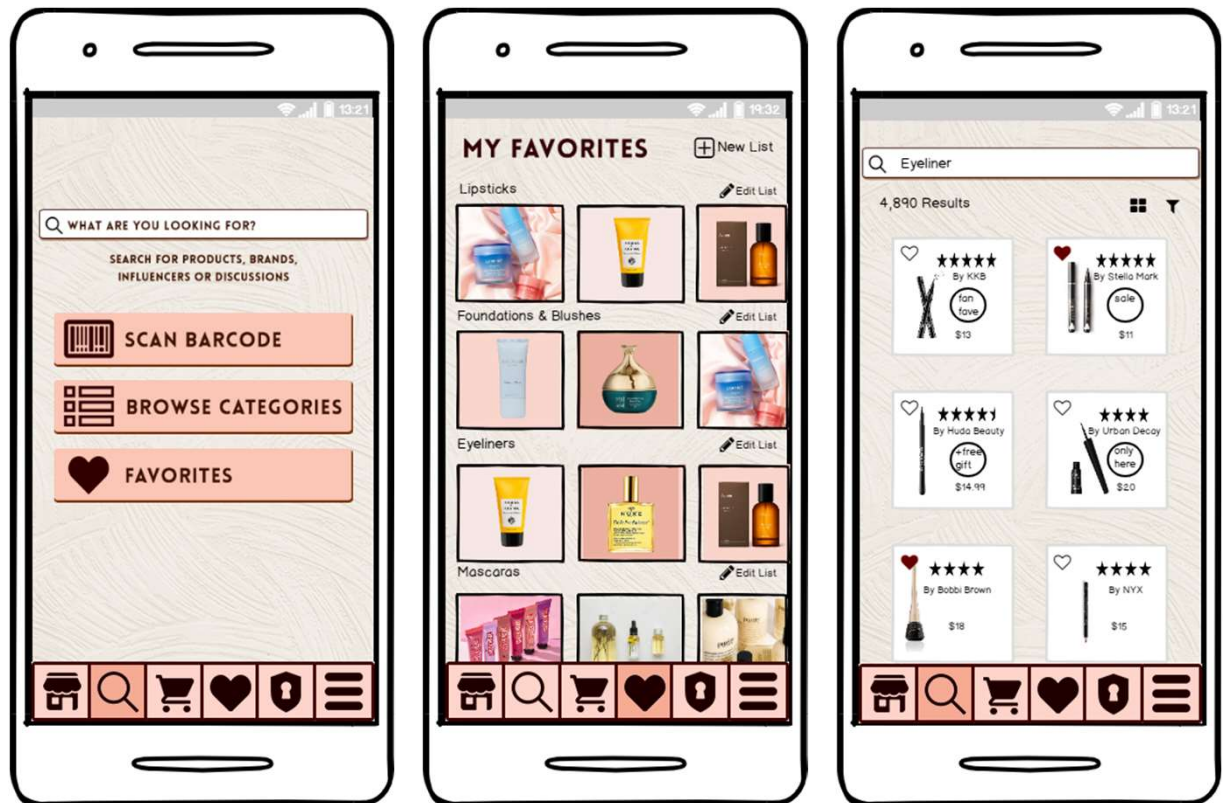 13:21
WHAT ARE YOU LOOKING FOR?
SEARCH FOR PRODUCTS, BRANDS,
INFLUENCERS OR DISCUSSIONS
SCAN BARCODE
BROWSE CATEGORIES
FAVORITES
19:32
MY FAVORITES
New List
Lipsticks
Edit List
Foundations & Blushes
Edit List
Eyeliners
Edit List
NUXE
Mascaras
Edit List
13:21
Eyeliner
4,890 Results
By KKB
fan
fave
$13
By Stella Mark
sale
$11
By Huda Beauty
+free
gift
$14.99
By Urban Decay
only
here
$20
By Bobbi Brown
$18
By NYX
$15